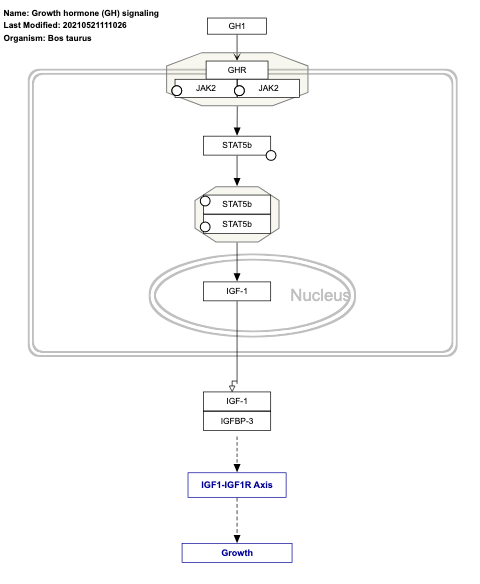 Name: Growth hormone (GH) signaling
Last Modified: 20210521111026
Organism: Bos taurus
GH1
GHR
JAK2 JAK2
STAT5b
STAT5b
STAT5b
IGF-1 Nucleus
IGF-1
IGFBP-3
IGF1-IGF1R Axis
Growth